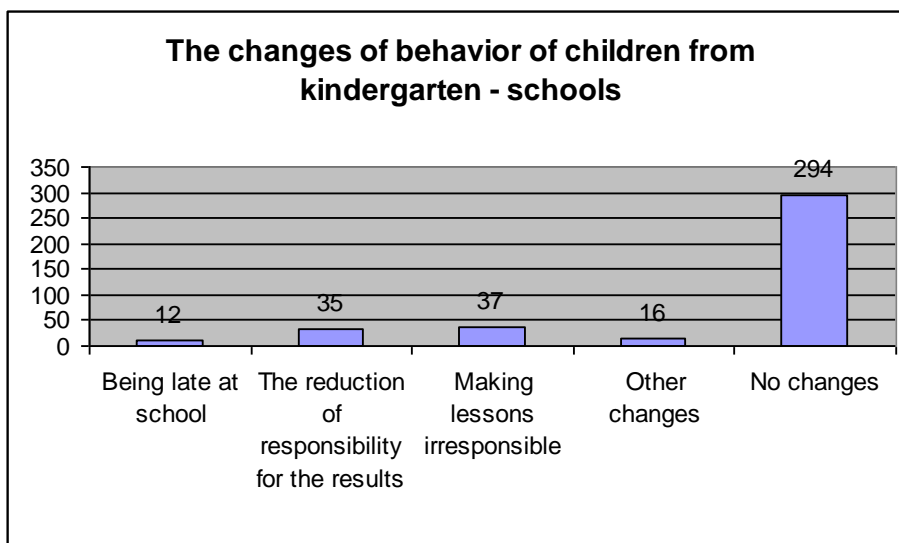 The changes of behavior of children from
kindergarten - schools
350
300
250
200
150
100
50
0
12
35
37
16
294
Being late at
school
The reduction
of
responsibility
for the results
Making
lessons
irresponsible
Other
changes
No changes